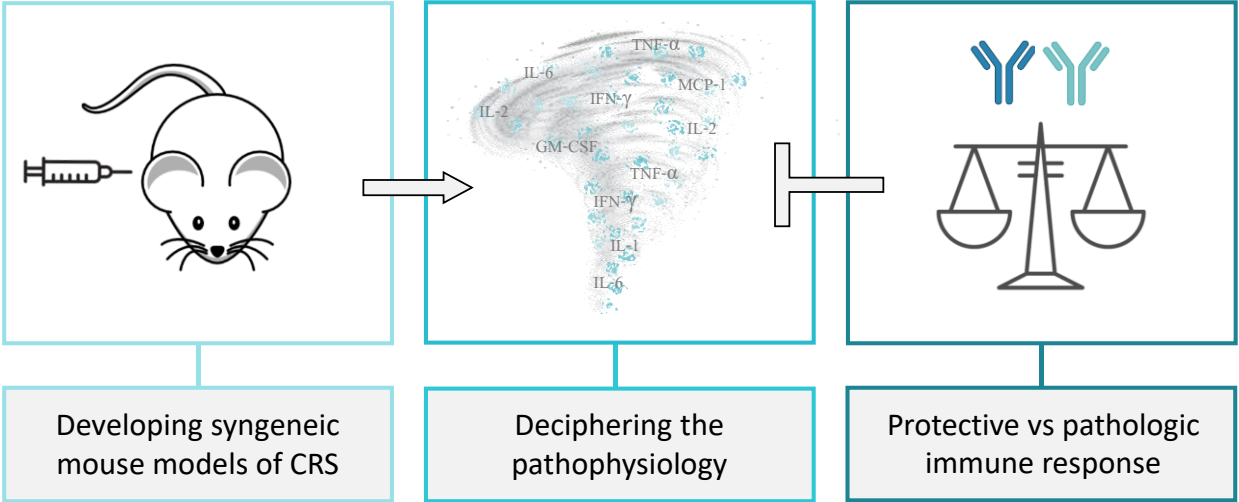 TNF-α
IL-6
MCP-1
IFN-γ
IL-2
IL-2
GM-CSF
TNF-α
IFN-γ
IL-1
IL-6
Developing syngeneic
mouse models of CRS
Deciphering the
pathophysiology
Protective vs pathologic
immune response